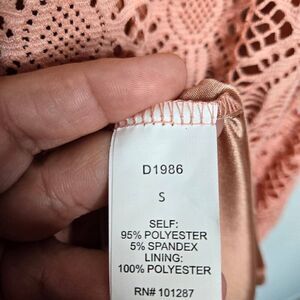 D1986
S
SELF:
95% POLYESTER
5% SPANDEX
LINING:
100% POLYESTER
RN# 101287